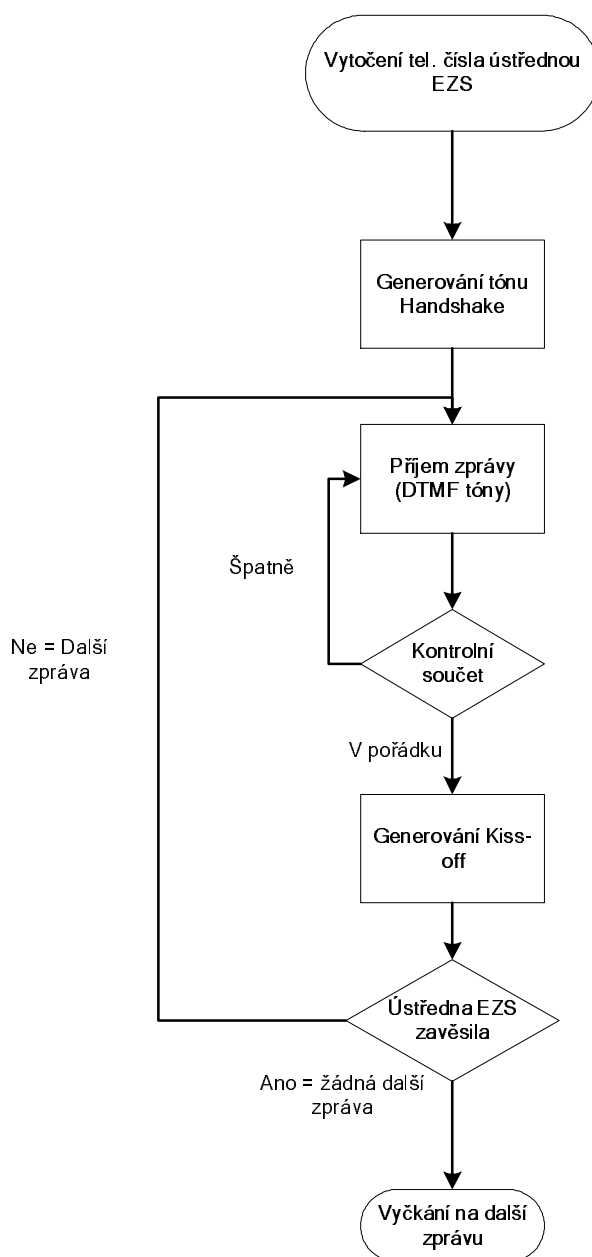 Vytočení tel. čísla ústřednou
EZS
Generování tónu
Handshake
Příjem zprávy
(DTMF tóny)
Špatně
Ne = Další
zpráva
Kontrolní
součet
V pořádku
Generování Kiss-
off
Ústředna EZS
zavěsila
Ano = žádná další
zpráva
Vyčkání na další
zprávu